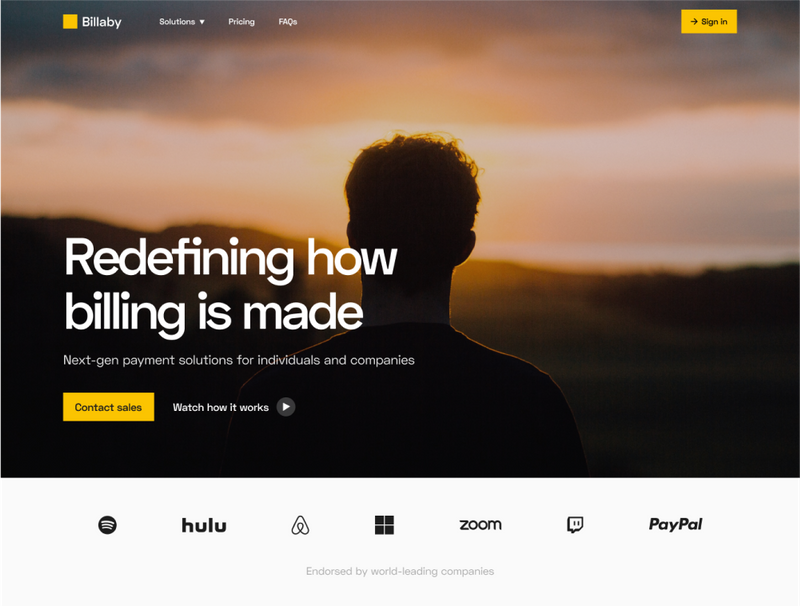 Billaby
Solutions ▼
Pricing
FAQs
→ Sign in
Redefining how
billing is made
Next-gen payment solutions for individuals and companies
Contact sales
Watch how it works
hulu
zoom
PayPal
Endorsed by world-leading companies